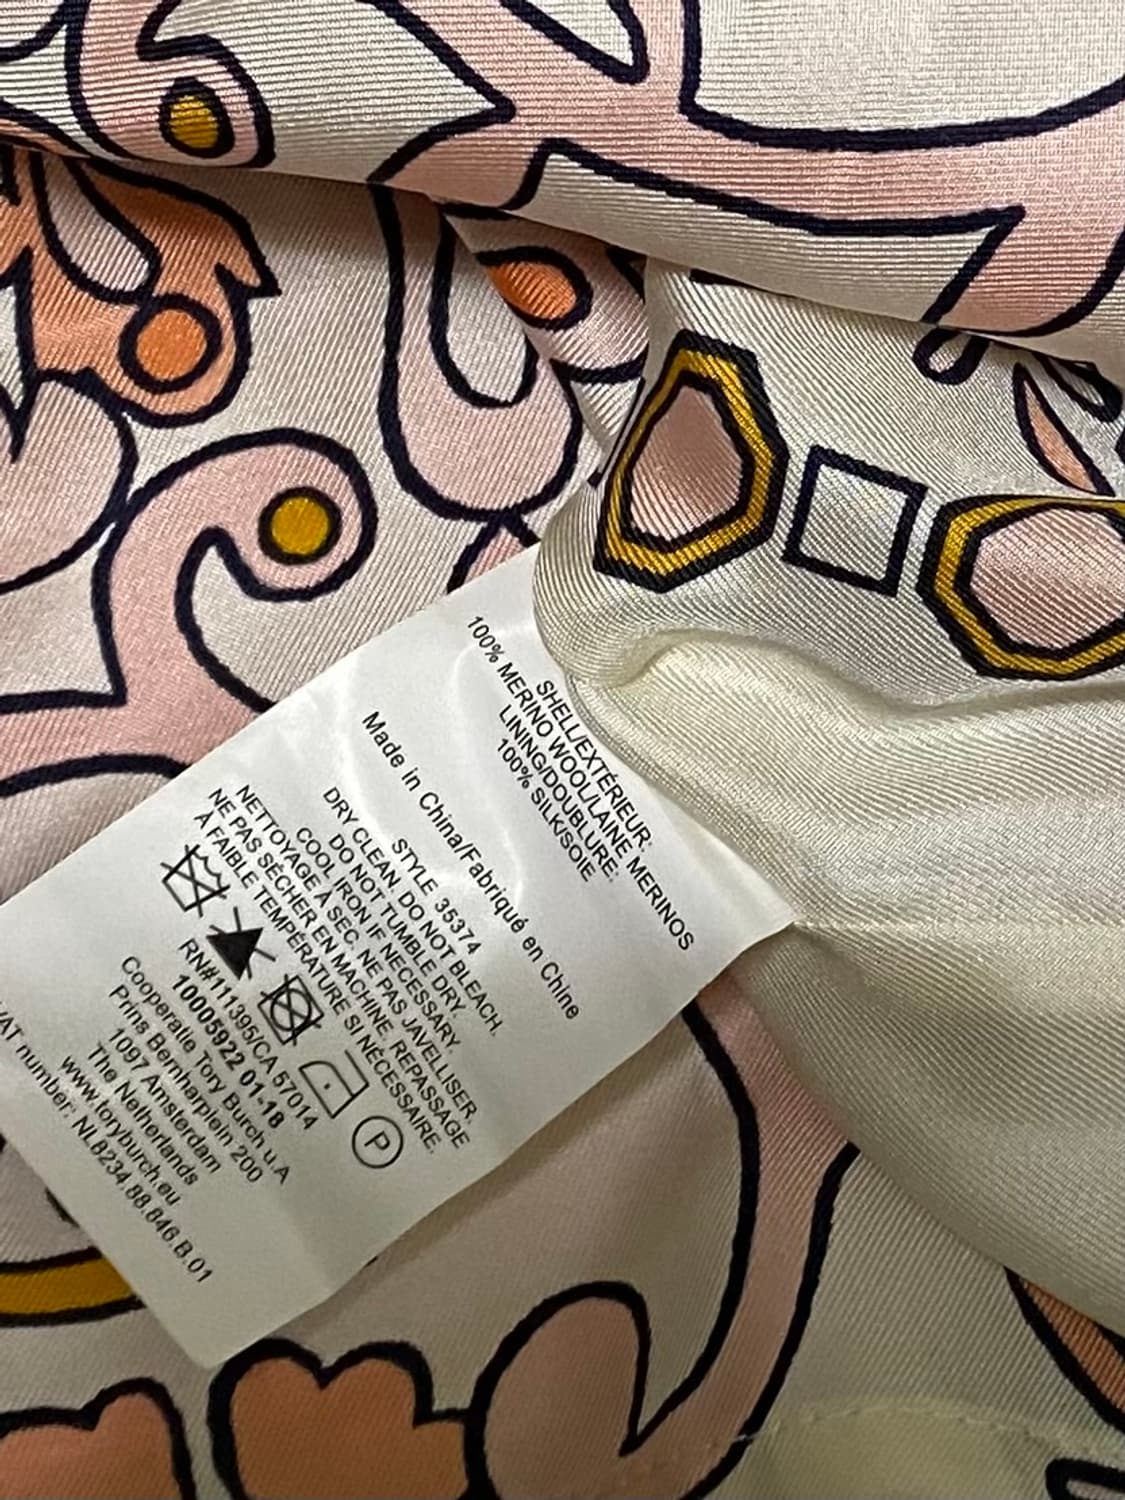 SHELL/EXTÉRIEUR:
100% MERINO WOOL/LAINE MERINOS
LINING/DOUBLURE:
100% SILK/SOIE
Made in China/Fabriqué en Chine
STYLE 35374
DRY CLEAN. DO NOT BLEACH.
DO NOT TUMBLE DRY.
COOL IRON IF NECESSARY.
NETTOYAGE À SEC. NE PAS JAVELLISER.
NE PAS SÉCHER EN MACHINE. REPASSAGE
À FAIBLE TEMPÉRATURE SI NÉCESSAIRE.
P
RN#111395/CA 57014
10005922 01-18
Cooperatie Tory Burch u.A
Prins Bernharplein 200
1097 Amsterdam
The Netherlands
www.toryburch.eu
VAT number: NL8234.88.846.B.01